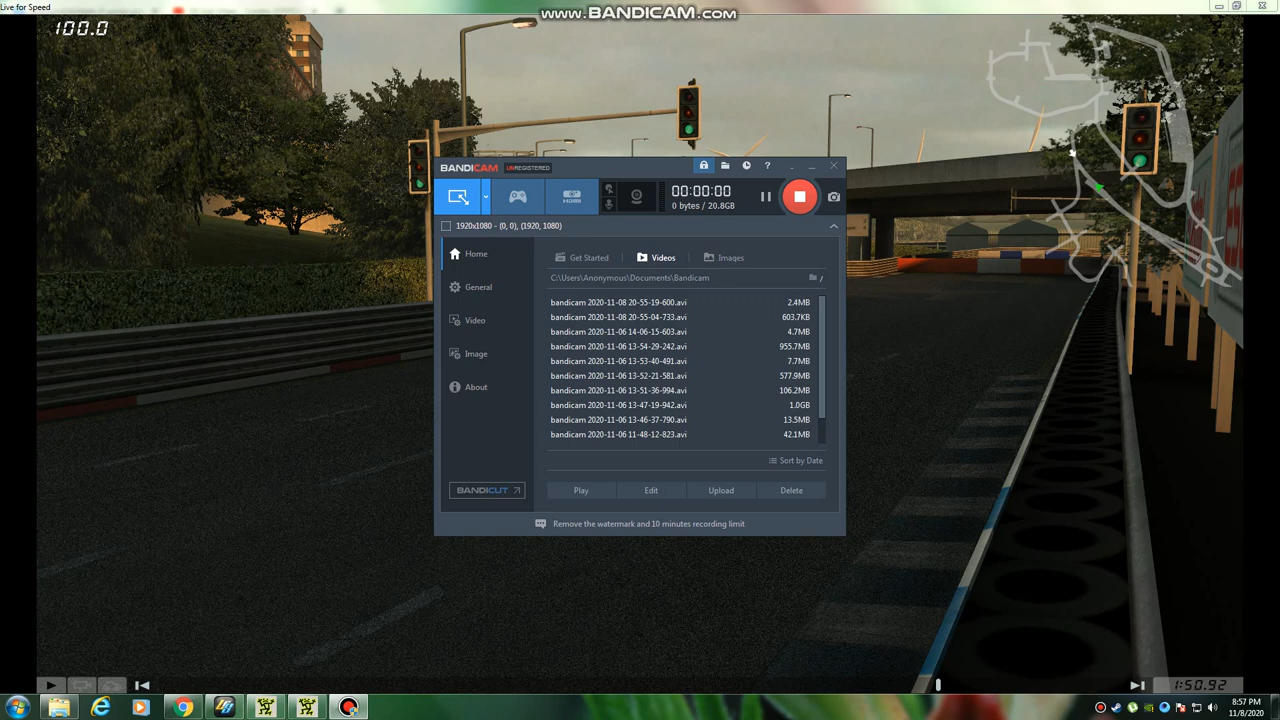 Live for Speed
www.BANDICAM.com
100.0
BANDICAM UNREGISTERED
?
HDMI
00:00:00
0 bytes / 20.8GB
1920x1080 - (0, 0), (1920, 1080)
Home
General
Video
Image
About
BANDICUT
Get Started
Videos
Images
C:\Users\Anonymous\Documents\Bandicam
bandicam 2020-11-08 20-55-19-600.avi 2.4MB
bandicam 2020-11-08 20-55-04-733.avi 603.7KB
bandicam 2020-11-06 14-06-15-603.avi 4.7MB
bandicam 2020-11-06 13-54-29-242.avi 955.7MB
bandicam 2020-11-06 13-53-40-491.avi 7.7MB
bandicam 2020-11-06 13-52-21-581.avi 577.9MB
bandicam 2020-11-06 13-51-36-994.avi 106.2MB
bandicam 2020-11-06 13-47-19-942.avi 1.0GB
bandicam 2020-11-06 13-46-37-790.avi 13.5MB
bandicam 2020-11-06 11-48-12-823.avi 42.1MB
Sort by Date
Play Edit Upload Delete
Remove the watermark and 10 minutes recording limit
1:50.92
8:57 PM
11/8/2020